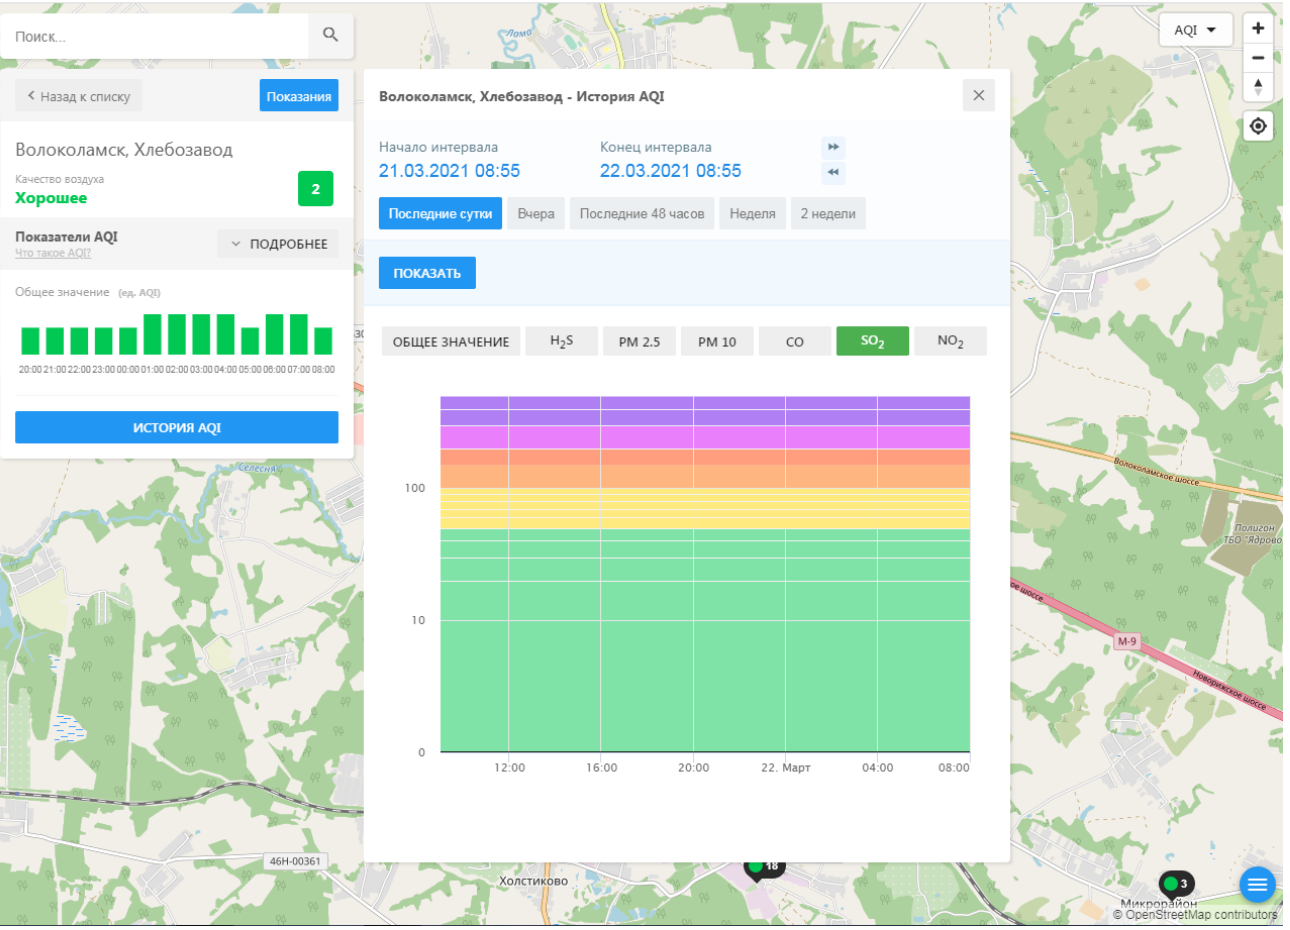 Поиск...
Назад к списку
Показания
Волоколамск, Хлебозавод
Качество воздуха
Хорошее
2
Показатели AQI
Что такое AQI?
ПОДРОБНЕЕ
Общее значение (ед. AQI)
20:00 21:00 22:00 23:00 00:00 01:00 02:00 03:00 04:00 05:00 06:00 07:00 08:00
ИСТОРИЯ AQI
Волоколамск, Хлебозавод - История AQI
Начало интервала
Конец интервала
21.03.2021 08:55
22.03.2021 08:55
Последние сутки
Вчера
Последние 48 часов
Неделя
2 недели
ПОКАЗАТЬ
ОБЩЕЕ ЗНАЧЕНИЕ
H2S
PM 2.5
PM 10
CO
SO2
NO2
100
10
0
12:00
16:00
20:00
22. Март
04:00
08:00
AQI
Лама
Селесня
Волоколамское шоссе
Полигон
ТБО "Ядрово
М-9
Новорижское шоссе
46Н-00361
Холстиково
18
3
Микрорайон
© OpenStreetMap contributors